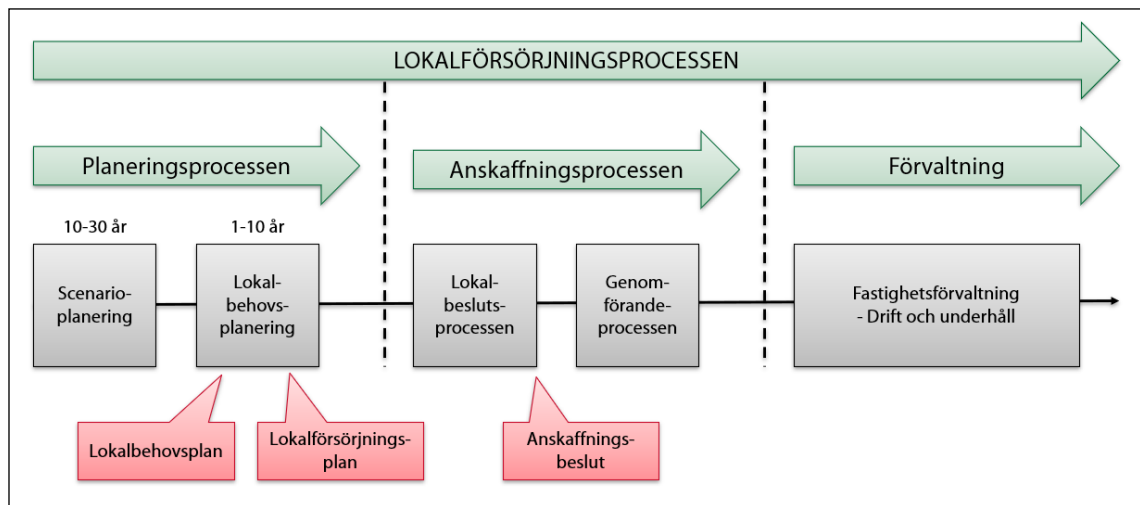 LOKALFÖRSÖRJNINGSPROCESSEN
Planeringsprocessen
Anskaffningsprocessen
Förvaltning
10-30 år
1-10 år
Scenario-
planering
Lokal-
behovs-
planering
Lokal-
besluts-
processen
Genom-
förande-
processen
Fastighetsförvaltning
- Drift och underhåll
Lokalbehovsplan
Lokalförsörjnings-
plan
Anskaffnings-
beslut